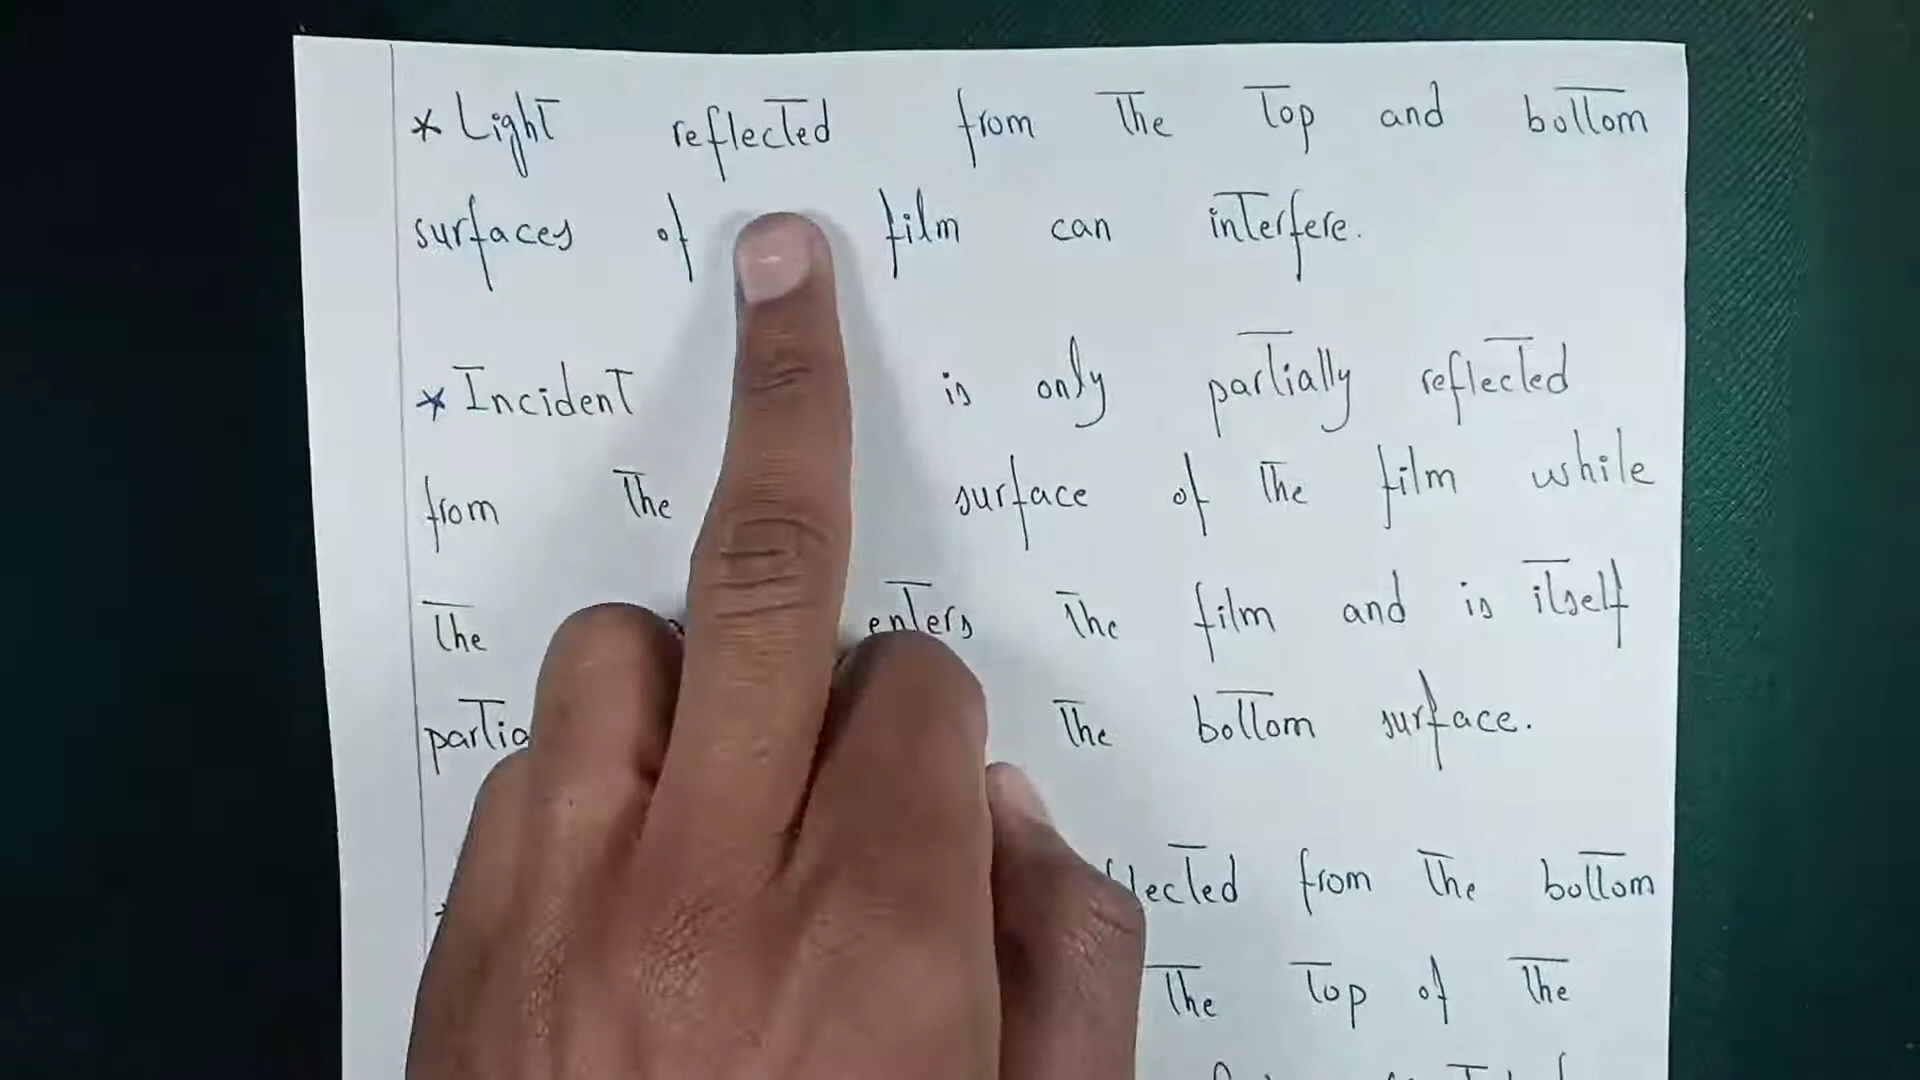 * Light reflected from the top and bottom
surfaces of film can interfere.
* Incident is only partially reflected
from the surface of the film while
the enters the film and is itself
the bottom surface.
from the bottom
the top of the